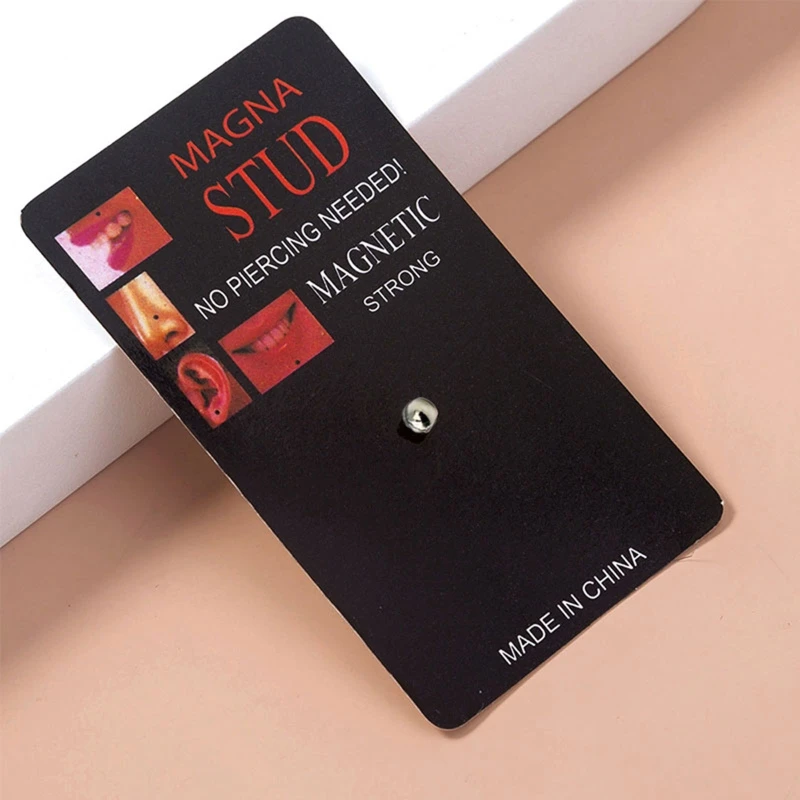 MAGNA
STUD
NO PIERCING NEEDED!
MAGNETIC
STRONG
MADE IN CHINA